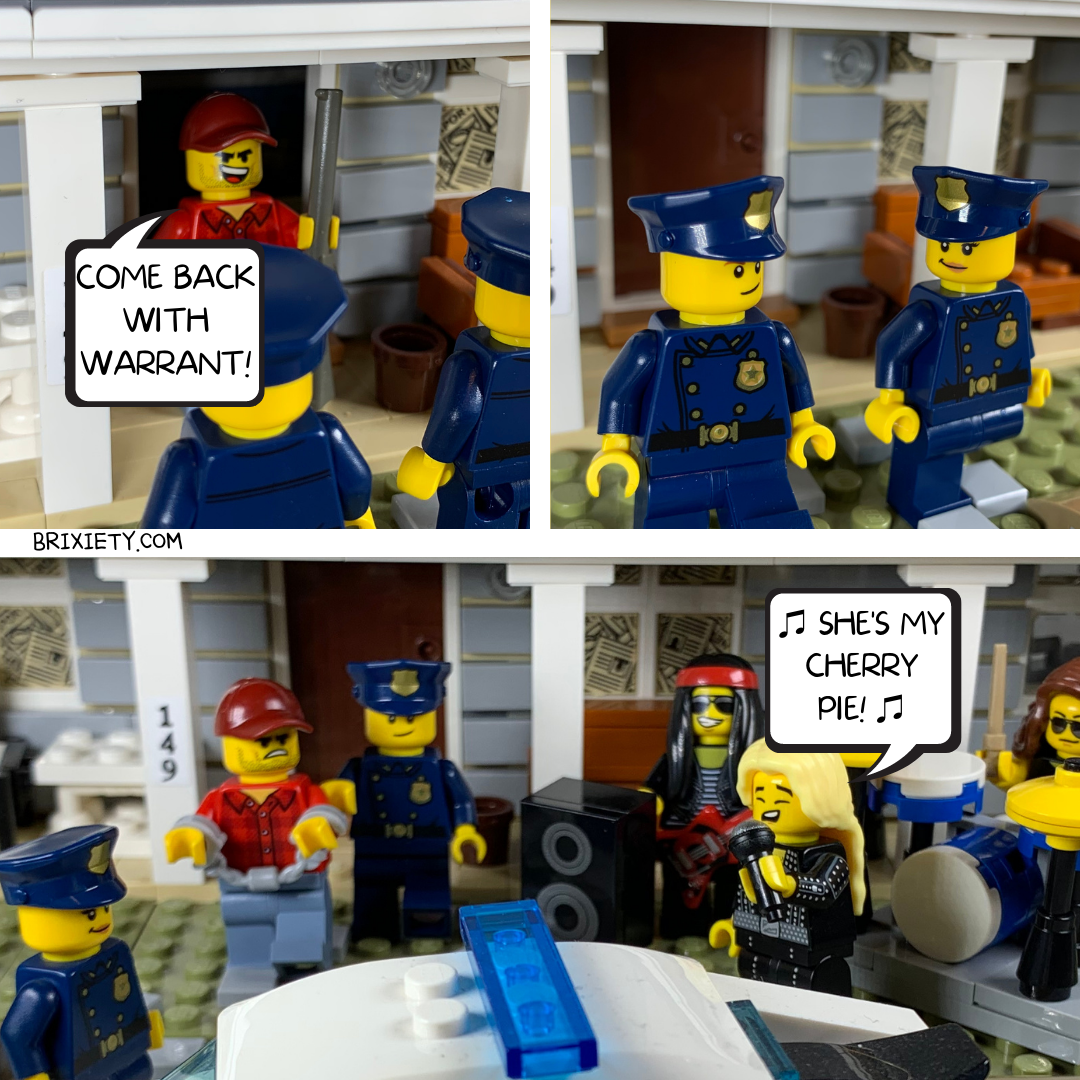 COME BACK
WITH
WARRANT!
BRIXIETY.COM
♫ SHE'S MY
CHERRY
PIE! ♫
149